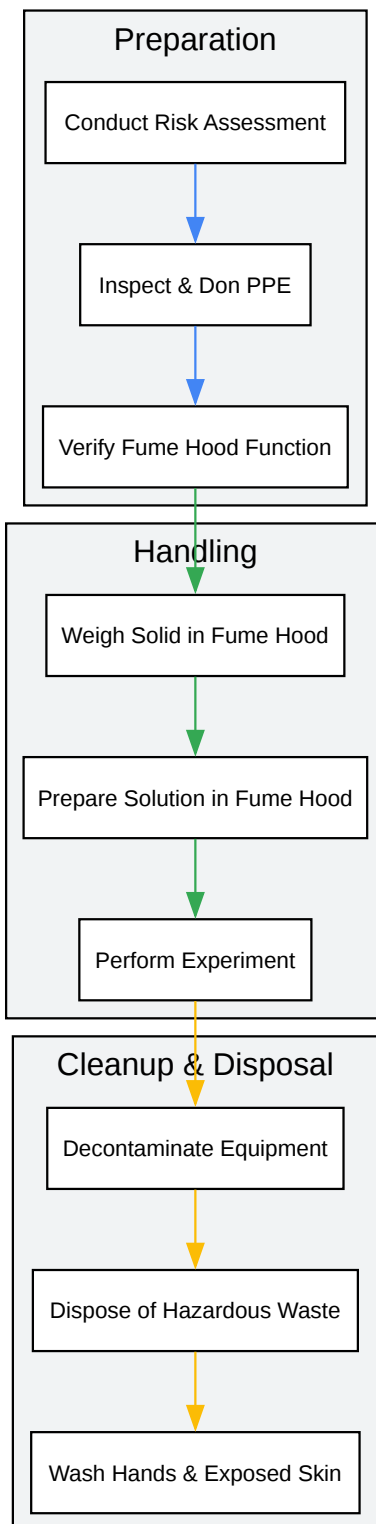 Preparation
Conduct Risk Assessment
Inspect & Don PPE
Verify Fume Hood Function
Handling
Weigh Solid in Fume Hood
Prepare Solution in Fume Hood
Perform Experiment
Cleanup & Disposal
Decontaminate Equipment
Dispose of Hazardous Waste
Wash Hands & Exposed Skin